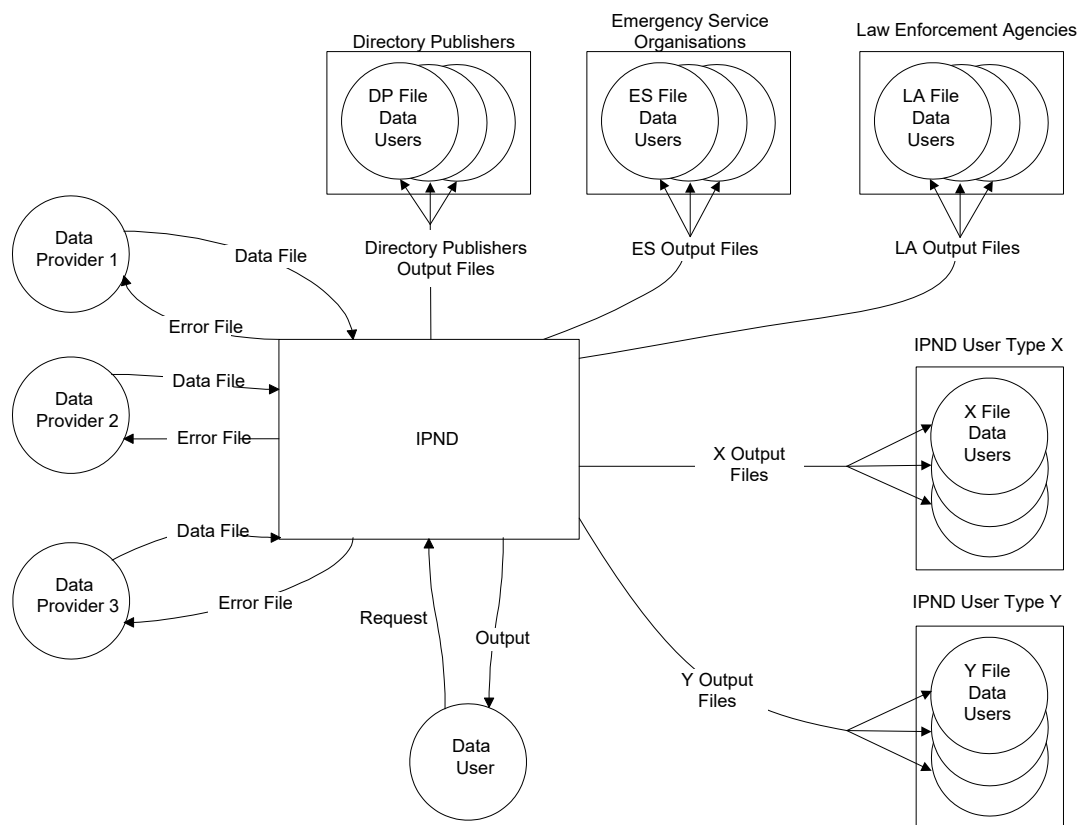 Directory Publishers
Emergency Service
Organisations
Law Enforcement Agencies
DP File
Data
Users
ES File
Data
Users
LA File
Data
Users
Data
Provider 1
Data File
Directory Publishers
Output Files
ES Output Files
LA Output Files
Error File
IPND User Type X
Data
Provider 2
Data File
Error File
IPND
X Output
Files
X File
Data
Users
Data
Provider 3
Data File
Error File
Request
Output
IPND User Type Y
Y Output
Files
Y File
Data
Users
Data
User